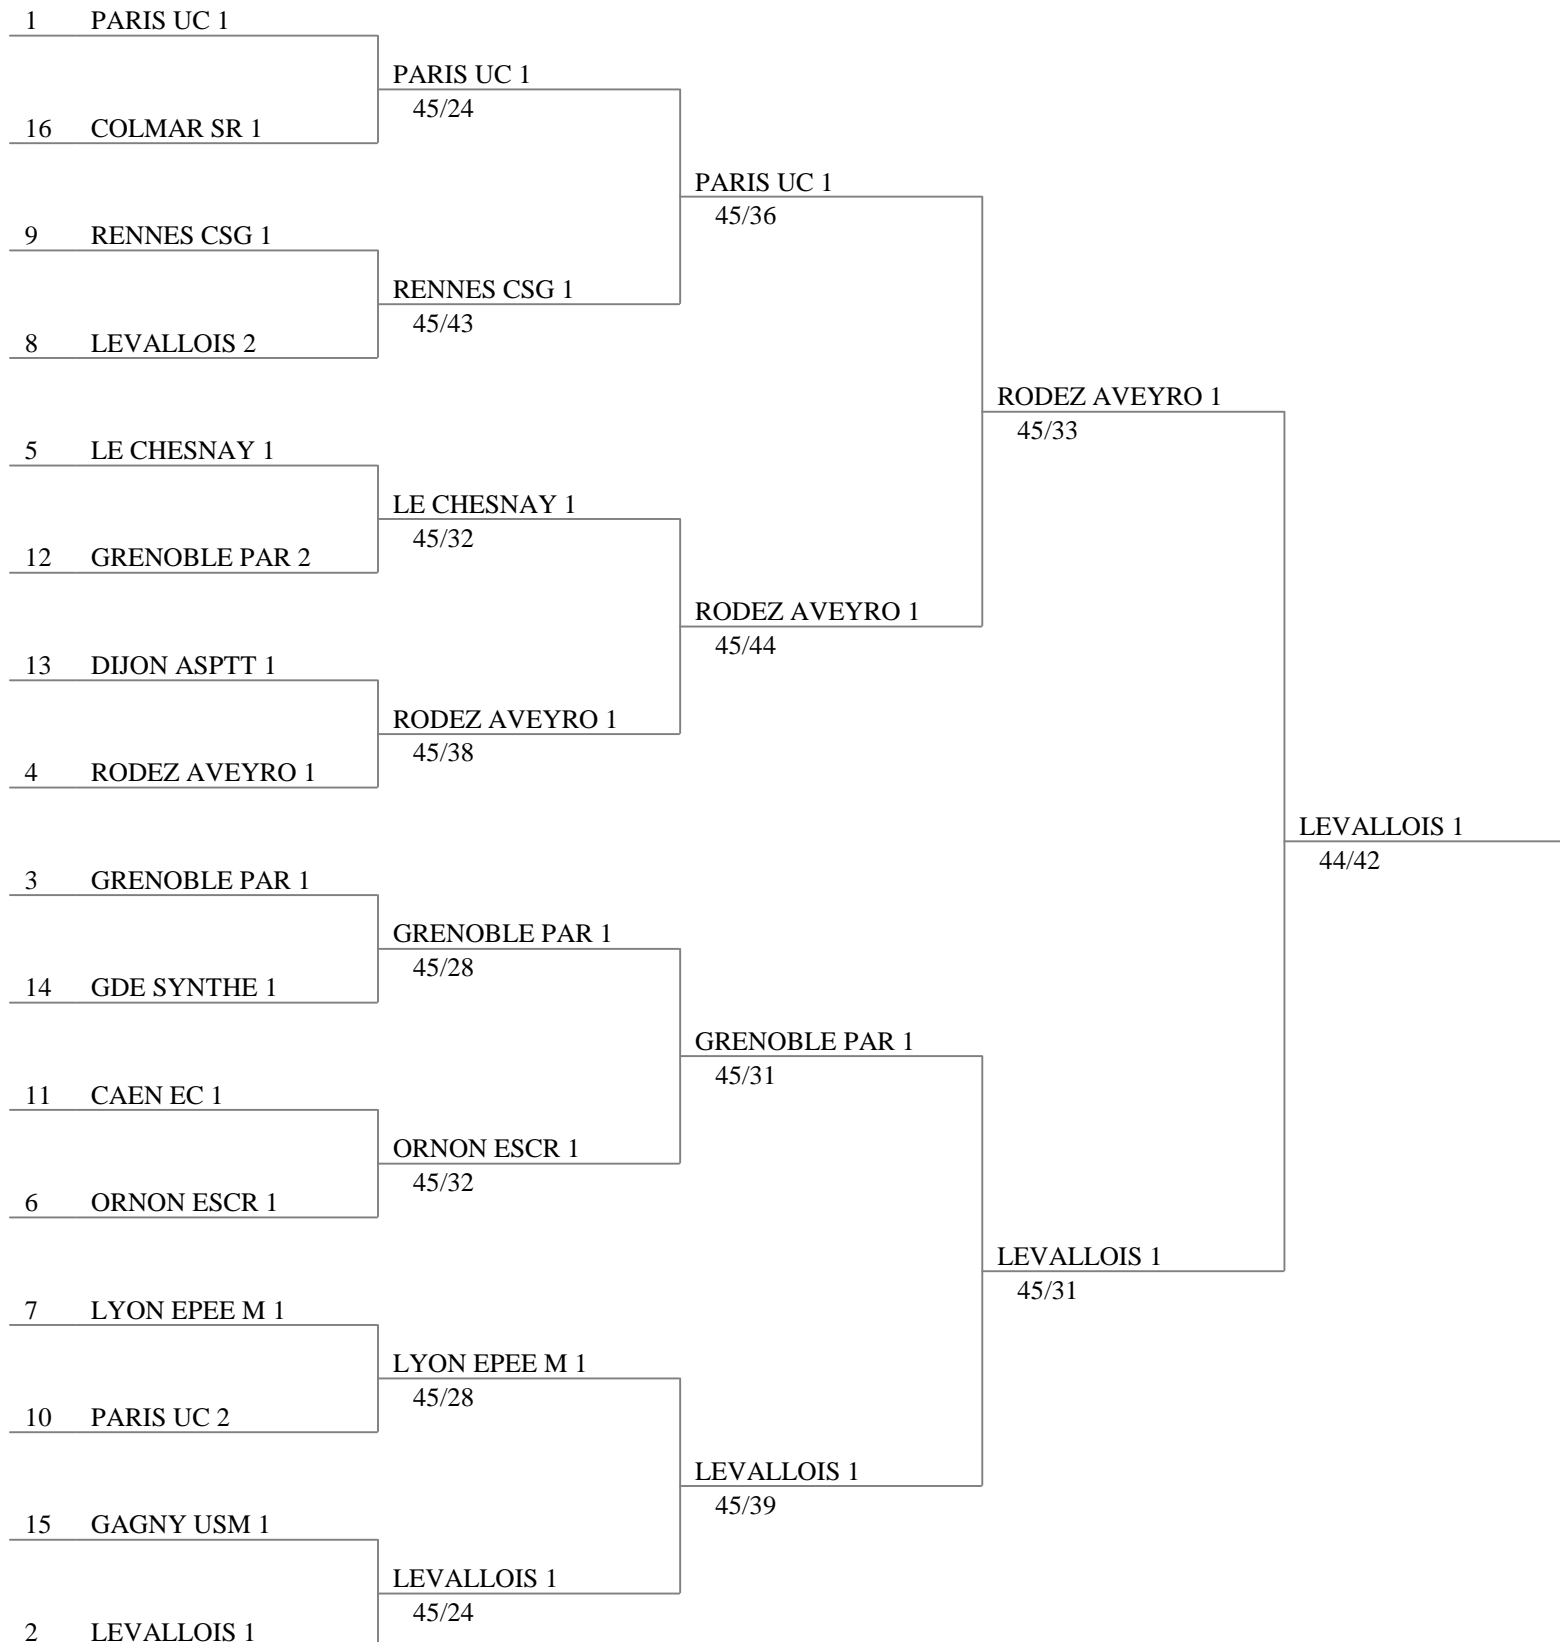 1 PARIS UC 1
PARIS UC 1
45/24
16 COLMAR SR 1
PARIS UC 1
45/36
9 RENNES CSG 1
RENNES CSG 1
45/43
8 LEVALLOIS 2
RODEZ AVEYRO 1
45/33
5 LE CHESNAY 1
LE CHESNAY 1
45/32
12 GRENOBLE PAR 2
RODEZ AVEYRO 1
45/44
13 DIJON ASPTT 1
RODEZ AVEYRO 1
45/38
4 RODEZ AVEYRO 1
LEVALLOIS 1
44/42
3 GRENOBLE PAR 1
GRENOBLE PAR 1
45/28
14 GDE SYNTHE 1
GRENOBLE PAR 1
45/31
11 CAEN EC 1
ORNON ESCR 1
45/32
6 ORNON ESCR 1
LEVALLOIS 1
45/31
7 LYON EPEE M 1
LYON EPEE M 1
45/28
10 PARIS UC 2
LEVALLOIS 1
45/39
15 GAGNY USM 1
LEVALLOIS 1
45/24
2 LEVALLOIS 1